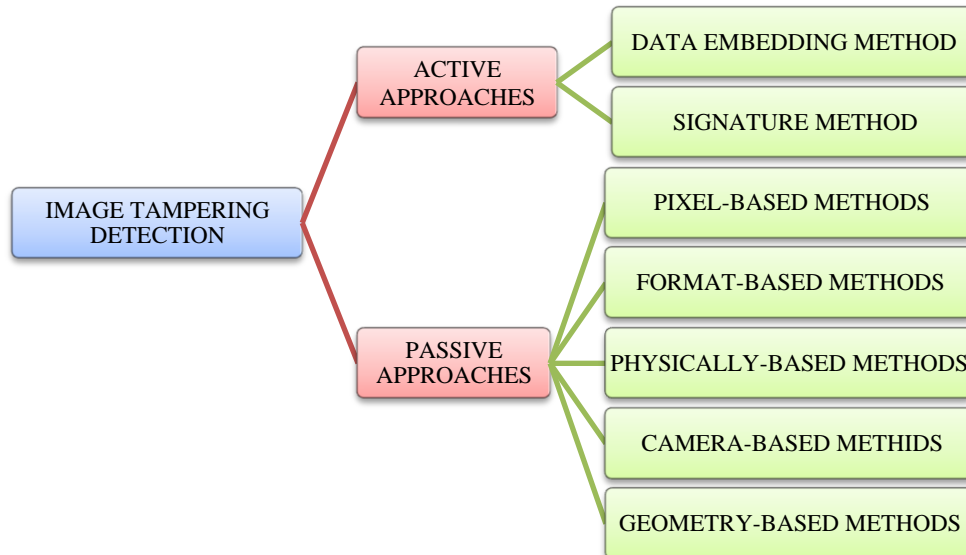 DATA EMBEDDING METHOD
ACTIVE
APPROACHES
SIGNATURE METHOD
PIXEL-BASED METHODS
IMAGE TAMPERING
DETECTION
FORMAT-BASED METHODS
PASSIVE
APPROACHES
PHYSICALLY-BASED METHODS
CAMERA-BASED METHIDS
GEOMETRY-BASED METHODS